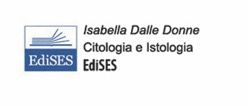 Isabella Dalle Donne
Citologia e Istologia
EdiSES
EdiSES